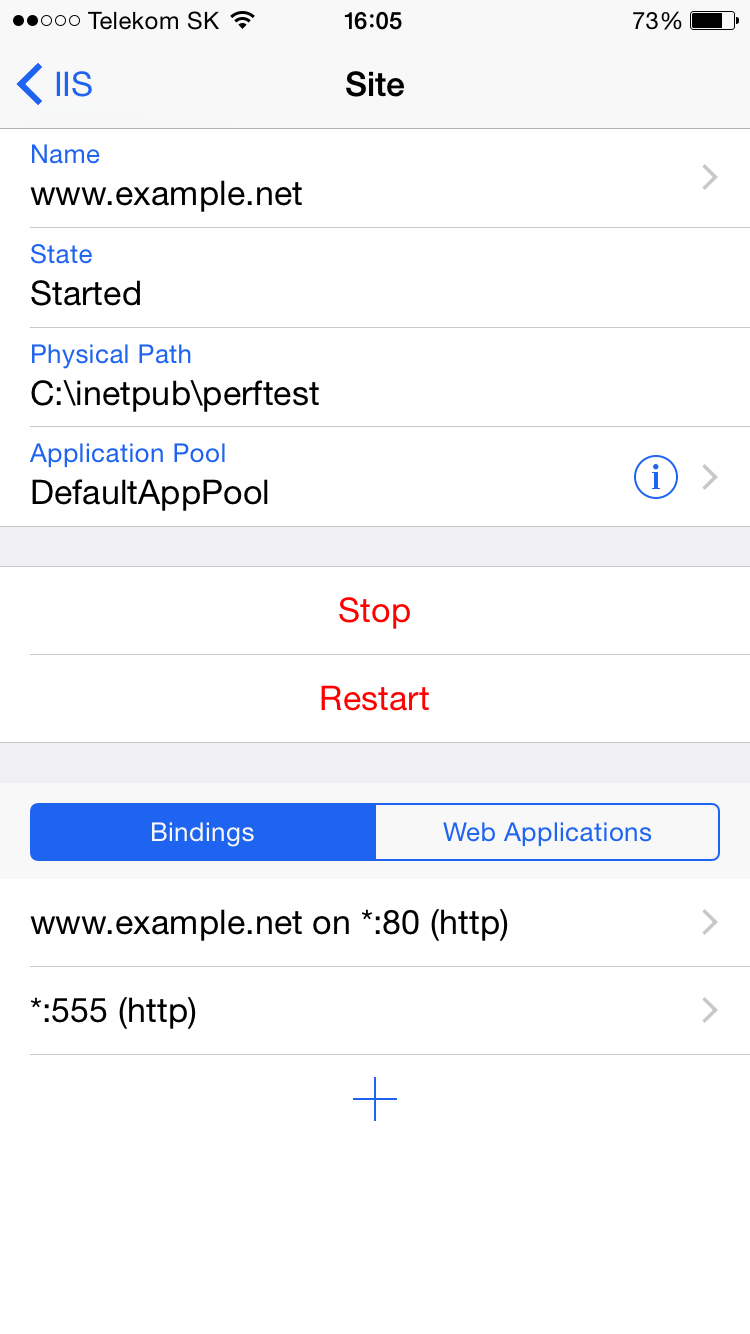 Telekom SK 16:05 73%
IIS Site
Name
www.example.net
State
Started
Physical Path
C:\inetpub\perftest
Application Pool
DefaultAppPool
i
Stop
Restart
Bindings Web Applications
www.example.net on *:80 (http)
*:555 (http)